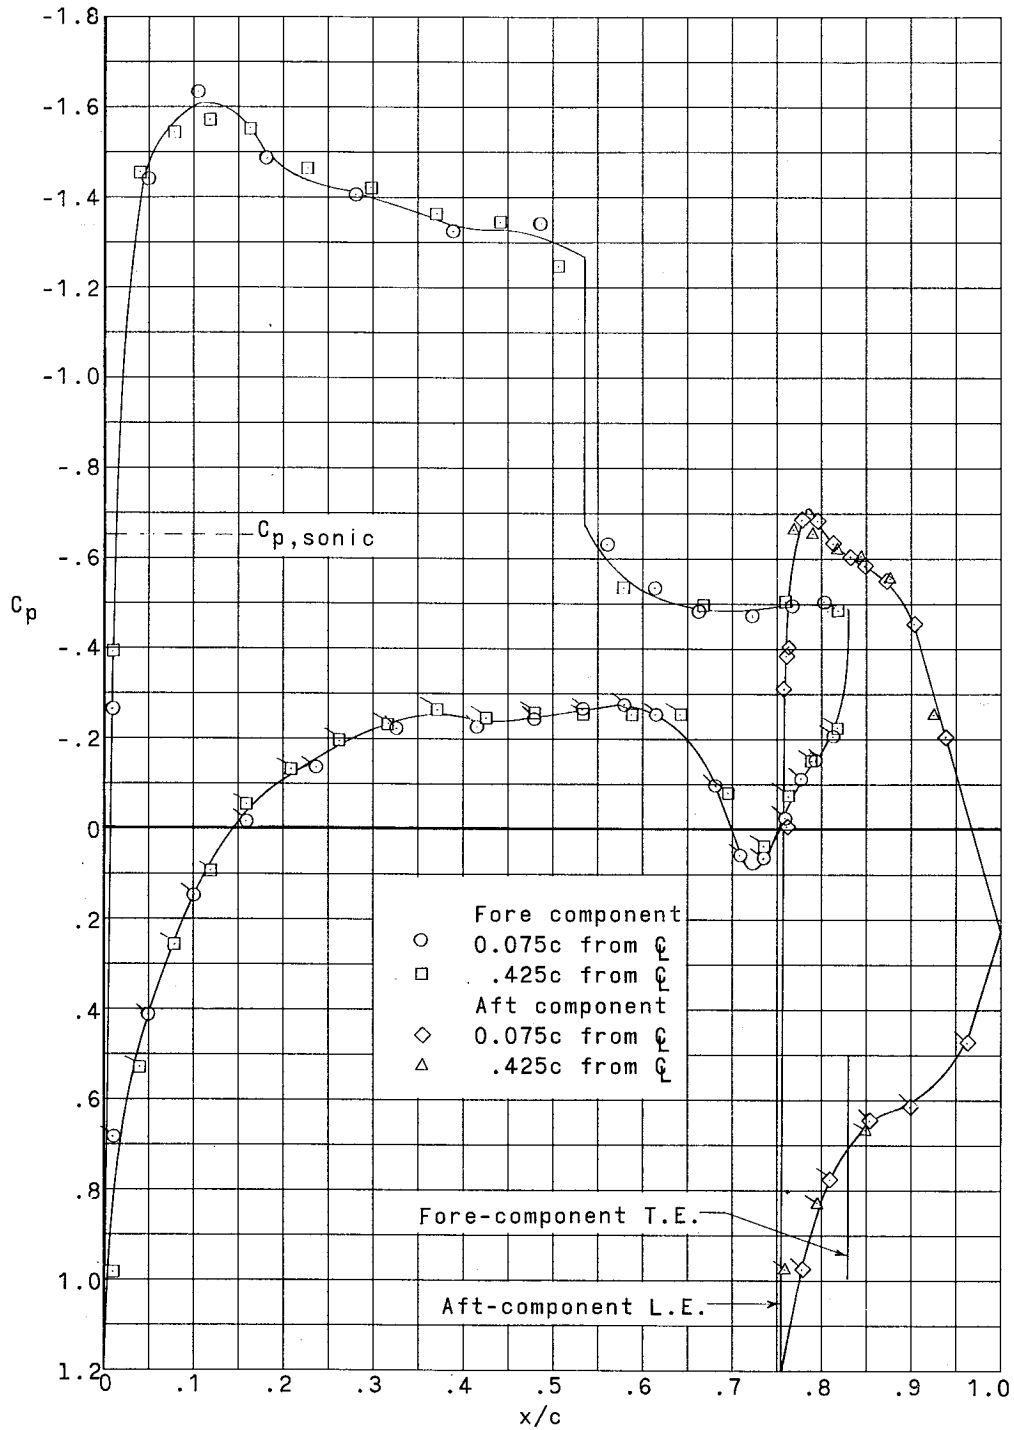 -1.8
-1.6
-1.4
-1.2
-1.0
-.8
-.6
-.4
-.2
0
.2
.4
.6
.8
1.0
1.2
Cp
Cp,sonic
Fore component
0.075c from ℄
.425c from ℄
Aft component
0.075c from ℄
.425c from ℄
Fore-component T.E.
Aft-component L.E.
0 .1 .2 .3 .4 .5 .6 .7 .8 .9 1.0
x/c